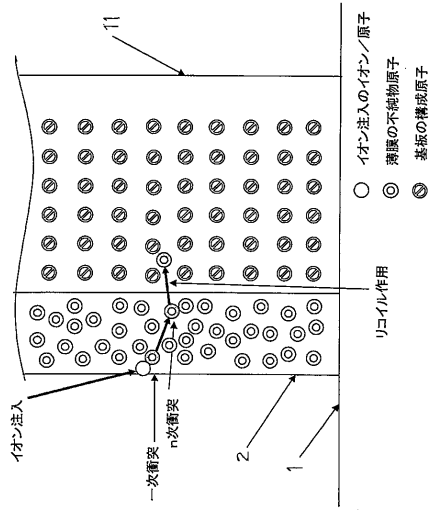 イオン注入
一次衝突
n次衝突
リコイル作用
2
1
11
イオン注入のイオン／原子
薄膜の不純物原子
基板の構成原子